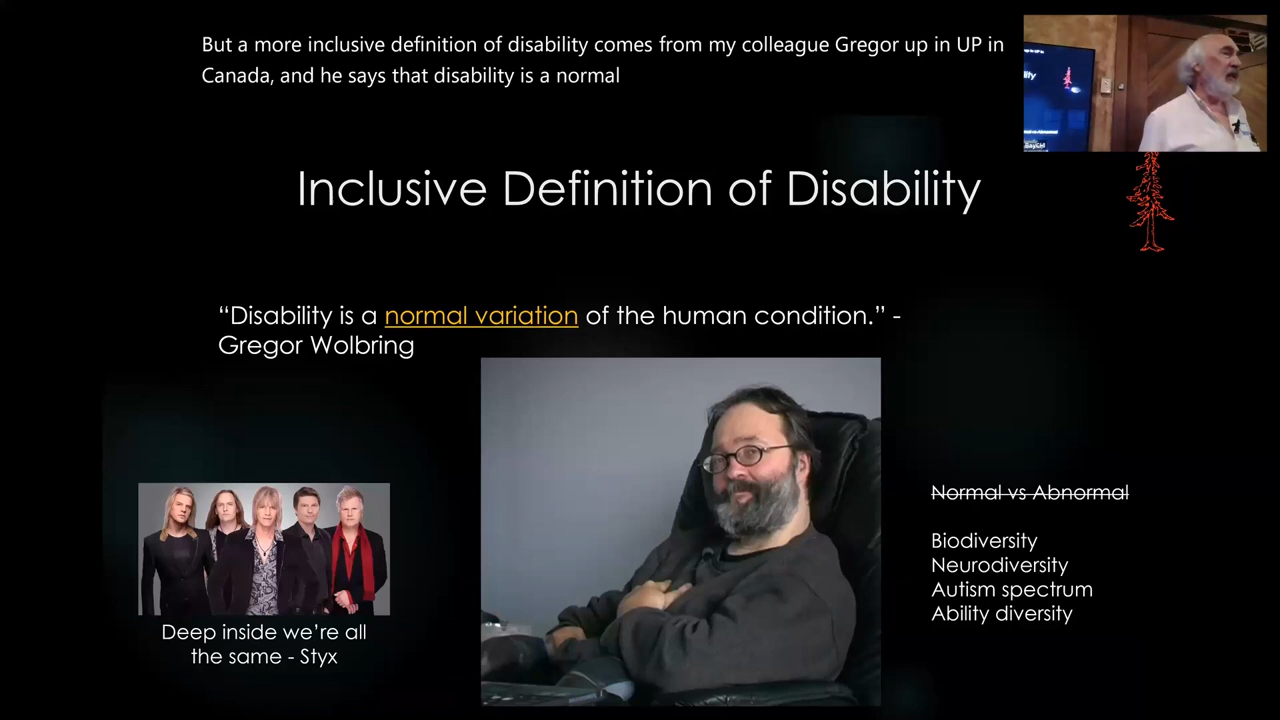 But a more inclusive definition of disability comes from my colleague Gregor up in UP in
Canada, and he says that disability is a normal
Inclusive Definition of Disability
“Disability is a normal variation of the human condition.” -
Gregor Wolbring
Normal vs Abnormal
Biodiversity
Neurodiversity
Autism spectrum
Ability diversity
Deep inside we’re all
the same - Styx